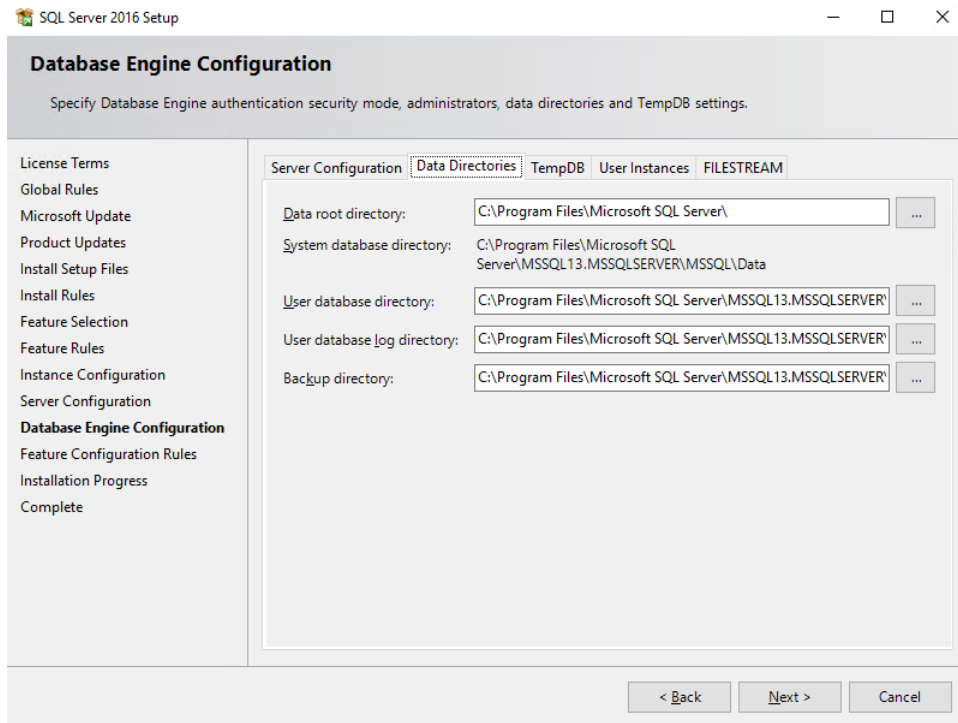 SQL Server 2016 Setup
Database Engine Configuration
Specify Database Engine authentication security mode, administrators, data directories and TempDB settings.
License Terms
Global Rules
Microsoft Update
Product Updates
Install Setup Files
Install Rules
Feature Selection
Feature Rules
Instance Configuration
Server Configuration
Database Engine Configuration
Feature Configuration Rules
Installation Progress
Complete
Server Configuration Data Directories TempDB User Instances FILESTREAM
Data root directory: C:\Program Files\Microsoft SQL Server\ ...
System database directory: C:\Program Files\Microsoft SQL
Server\MSSQL13.MSSQLSERVER\MSSQL\Data
User database directory: C:\Program Files\Microsoft SQL Server\MSSQL13.MSSQLSERVER\ ...
User database log directory: C:\Program Files\Microsoft SQL Server\MSSQL13.MSSQLSERVER\ ...
Backup directory: C:\Program Files\Microsoft SQL Server\MSSQL13.MSSQLSERVER\ ...
< Back Next > Cancel